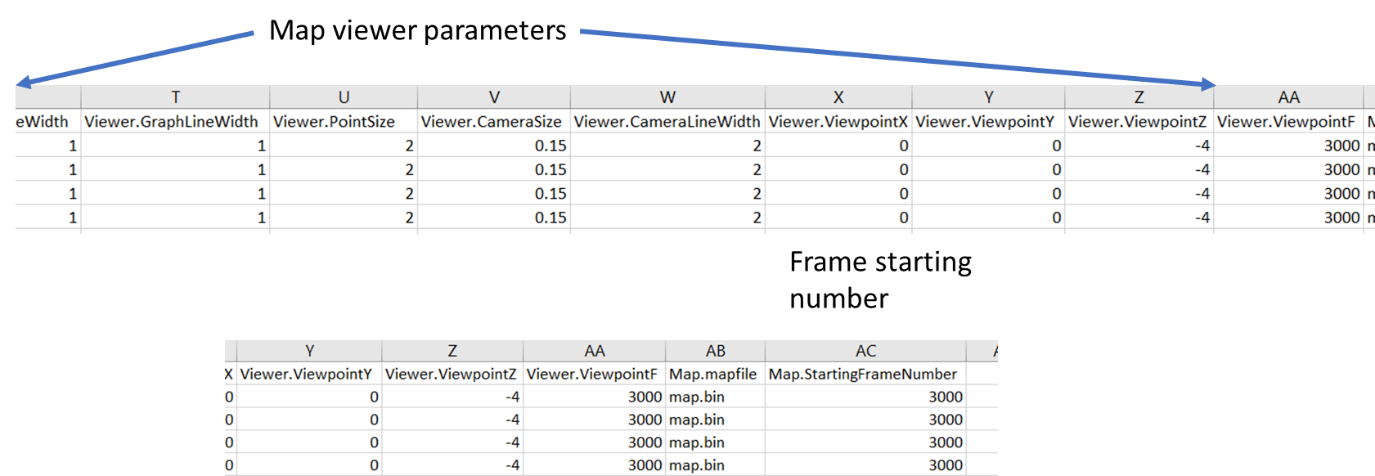 Map viewer parameters
T U V W X Y Z AA
eWidth Viewer.GraphLineWidth Viewer.PointSize Viewer.CameraSize Viewer.CameraLineWidth Viewer.ViewpointX Viewer.ViewpointY Viewer.ViewpointZ Viewer.ViewpointF M
1 1 2 0.15 2 0 0 -4 3000 m
1 1 2 0.15 2 0 0 -4 3000 m
1 1 2 0.15 2 0 0 -4 3000 m
1 1 2 0.15 2 0 0 -4 3000 m
Frame starting
number
Y Z AA AB AC
X Viewer.ViewpointY Viewer.ViewpointZ Viewer.ViewpointF Map.mapfile Map.StartingFrameNumber
0 0 -4 3000 map.bin 3000
0 0 -4 3000 map.bin 3000
0 0 -4 3000 map.bin 3000
0 0 -4 3000 map.bin 3000